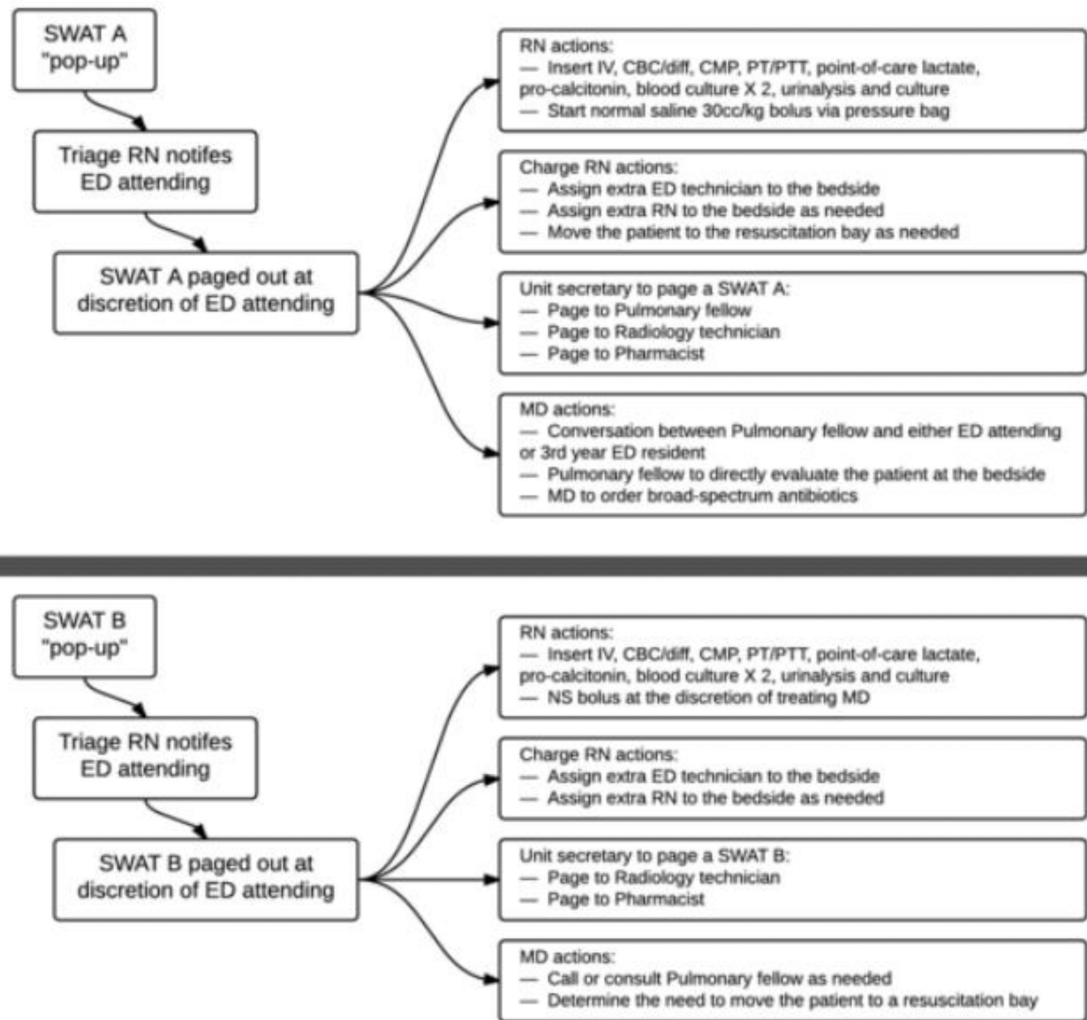 SWAT A
"pop-up"
Triage RN notifes
ED attending
SWAT A paged out at
discretion of ED attending
RN actions:
— Insert IV, CBC/diff, CMP, PT/PTT, point-of-care lactate,
pro-calcitonin, blood culture X 2, urinalysis and culture
— Start normal saline 30cc/kg bolus via pressure bag
Charge RN actions:
— Assign extra ED technician to the bedside
— Assign extra RN to the bedside as needed
— Move the patient to the resuscitation bay as needed
Unit secretary to page a SWAT A:
— Page to Pulmonary fellow
— Page to Radiology technician
— Page to Pharmacist
MD actions:
— Conversation between Pulmonary fellow and either ED attending
or 3rd year ED resident
— Pulmonary fellow to directly evaluate the patient at the bedside
— MD to order broad-spectrum antibiotics
SWAT B
"pop-up"
Triage RN notifes
ED attending
SWAT B paged out at
discretion of ED attending
RN actions:
— Insert IV, CBC/diff, CMP, PT/PTT, point-of-care lactate,
pro-calcitonin, blood culture X 2, urinalysis and culture
— NS bolus at the discretion of treating MD
Charge RN actions:
— Assign extra ED technician to the bedside
— Assign extra RN to the bedside as needed
Unit secretary to page a SWAT B:
— Page to Radiology technician
— Page to Pharmacist
MD actions:
— Call or consult Pulmonary fellow as needed
— Determine the need to move the patient to a resuscitation bay